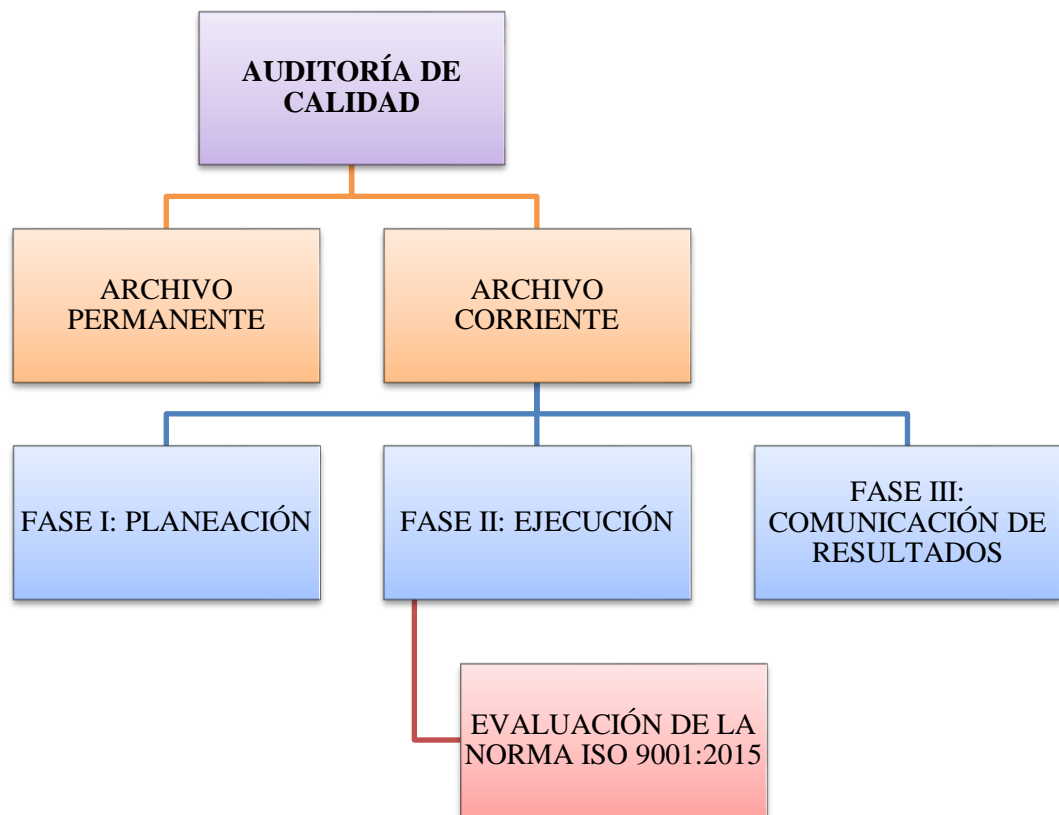 AUDITORÍA DE
CALIDAD
ARCHIVO
PERMANENTE
ARCHIVO
CORRIENTE
FASE I: PLANEACIÓN
FASE II: EJECUCIÓN
FASE III:
COMUNICACIÓN DE
RESULTADOS
EVALUACIÓN DE LA
NORMA ISO 9001:2015